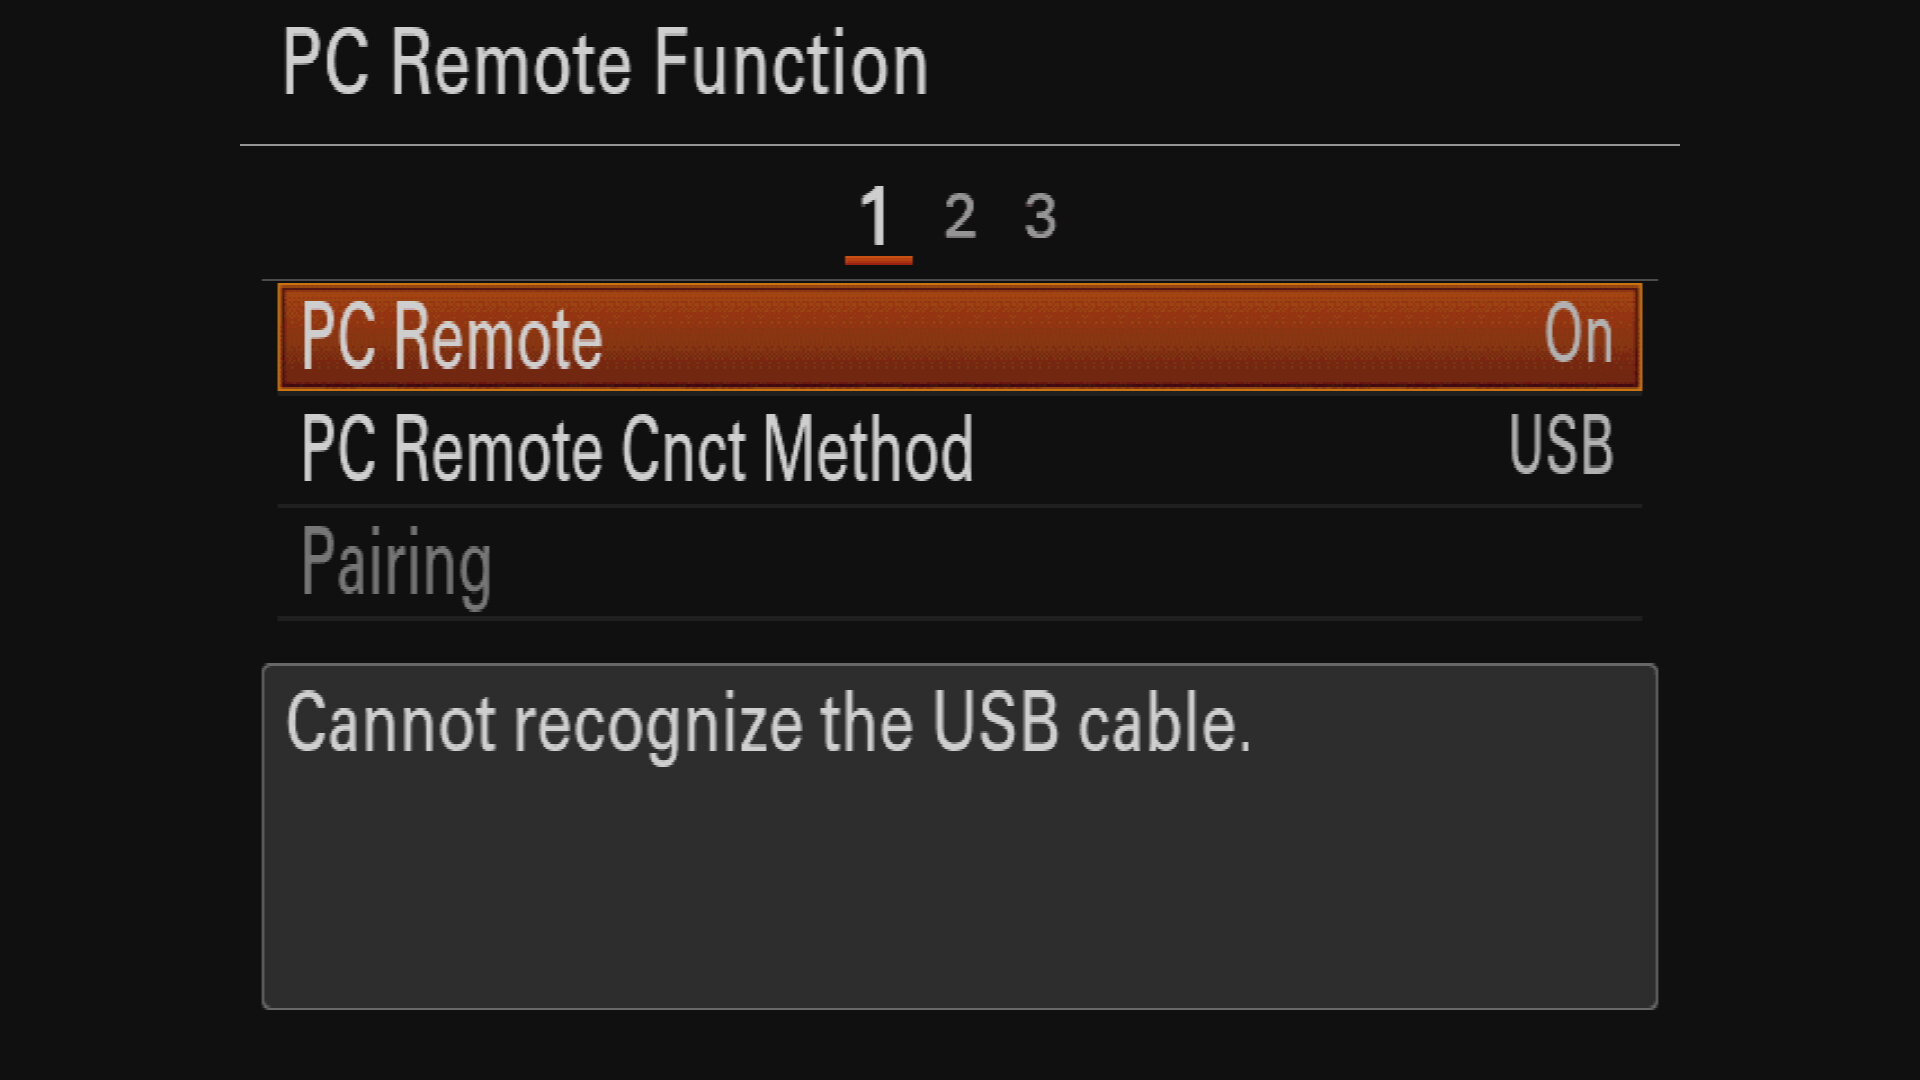 PC Remote Function
1 2 3
PC Remote On
PC Remote Cnct Method USB
Pairing
Cannot recognize the USB cable.